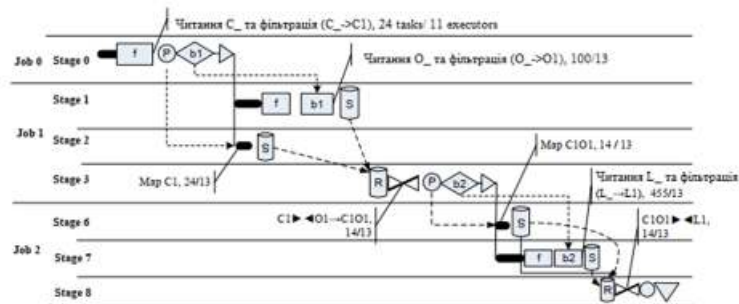 Читання C_ та фільтрація (C_->C1), 24 tasks/ 11 executors
Job 0 Stage 0
f
P
b1
Читання O_ та фільтрація (O_->O1), 100/13
Stage 1
f
b1
S
Job 1
Stage 2
S
Map C1O1, 14 / 13
Map C1, 24/13
Stage 3
R
P
b2
Читання L_ та фільтрація
(L_→L1), 455/13
C1►◄O1→C1O1,
14/13
Stage 6
S
C1O1►◄L1,
14/13
Job 2
Stage 7
f
b2
S
Stage 8
R